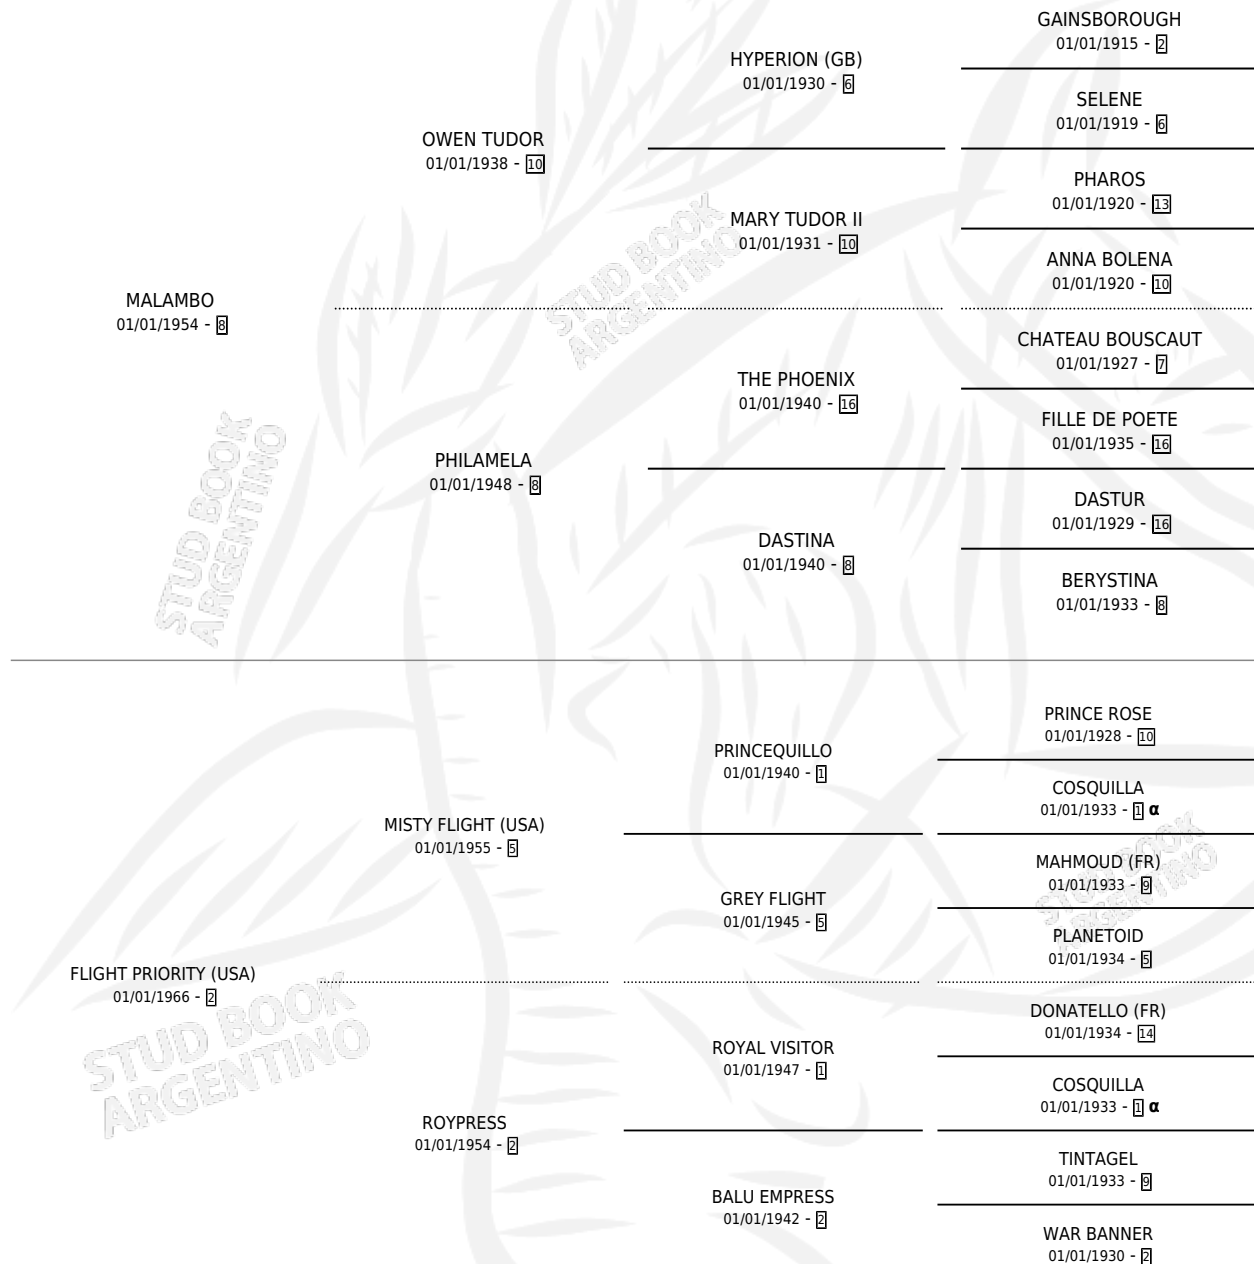 GAINSBOROUGH
01/01/1915 - 2
HYPERION (GB)
01/01/1930 - 6
SELENE
01/01/1919 - 6
OWEN TUDOR
01/01/1938 - 10
PHAROS
01/01/1920 - 13
MARY TUDOR II
01/01/1931 - 10
ANNA BOLENA
01/01/1920 - 10
MALAMBO
01/01/1954 - 8
CHATEAU BOUSCAUT
01/01/1927 - 7
THE PHOENIX
01/01/1940 - 16
FILLE DE POETE
01/01/1935 - 16
PHILAMELA
01/01/1948 - 8
DASTUR
01/01/1929 - 16
DASTINA
01/01/1940 - 8
BERYSTINA
01/01/1933 - 8
STUD BOOK
ARGENTINO
STUD BOOK
ARGENTINO
PRINCE ROSE
01/01/1928 - 10
PRINCEQUILLO
01/01/1940 - 1
COSQUILLA
01/01/1933 - 1 α
MISTY FLIGHT (USA)
01/01/1955 - 5
MAHMOUD (FR)
01/01/1933 - 9
GREY FLIGHT
01/01/1945 - 5
PLANETOID
01/01/1934 - 5
FLIGHT PRIORITY (USA)
01/01/1966 - 2
DONATELLO (FR)
01/01/1934 - 14
ROYAL VISITOR
01/01/1947 - 1
COSQUILLA
01/01/1933 - 1 α
ROYPRESS
01/01/1954 - 2
TINTAGEL
01/01/1933 - 9
BALU EMPRESS
01/01/1942 - 2
WAR BANNER
01/01/1930 - 2
STUD BOOK
ARGENTINO
STUD BOOK
ARGENTINO